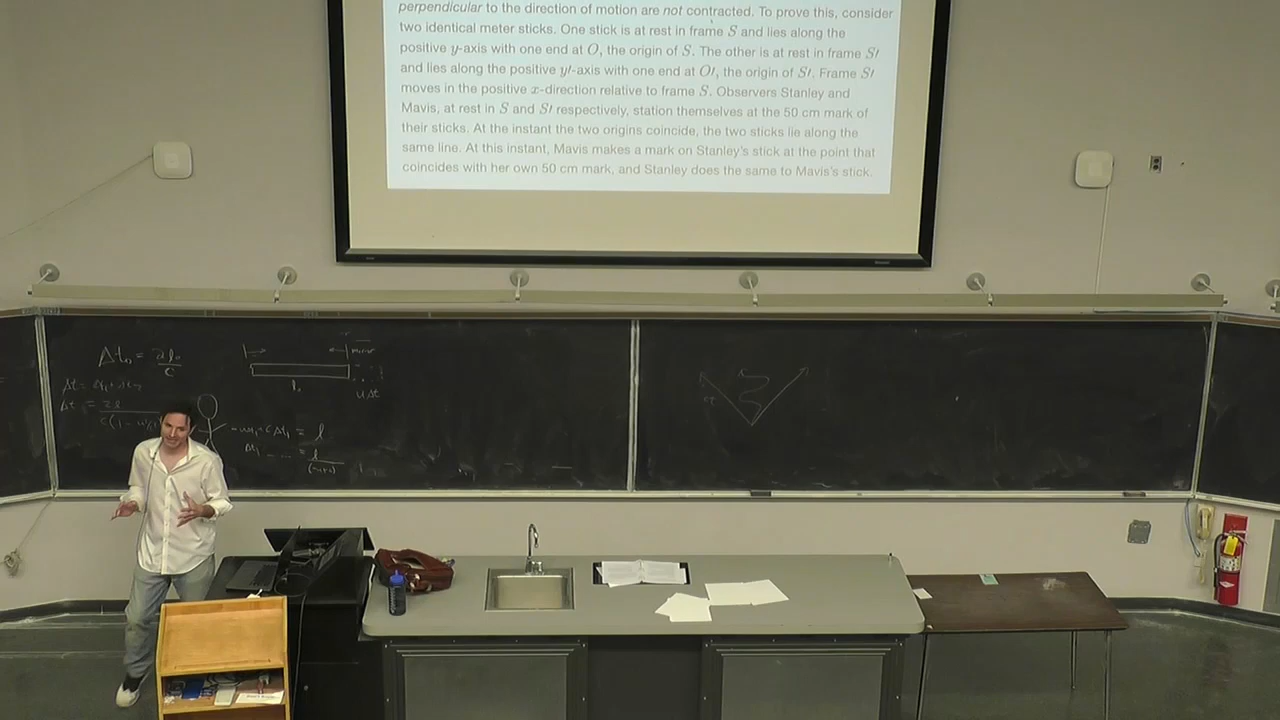 perpendicular to the direction of motion are not contracted. To prove this, consider
two identical meter sticks. One stick is at rest in frame S and lies along the
positive y-axis with one end at O, the origin of S. The other is at rest in frame S′
and lies along the positive y′-axis with one end at O′, the origin of S′. Frame S′
moves in the positive x-direction relative to frame S. Observers Stanley and
Mavis, at rest in S and S′ respectively, station themselves at the 50 cm mark of
their sticks. At the instant the two origins coincide, the two sticks lie along the
same line. At this instant, Mavis makes a mark on Stanley's stick at the point that
coincides with her own 50 cm mark, and Stanley does the same to Mavis's stick.
Δt₀ = 2l₀/c
mirror
l₀
uΔt